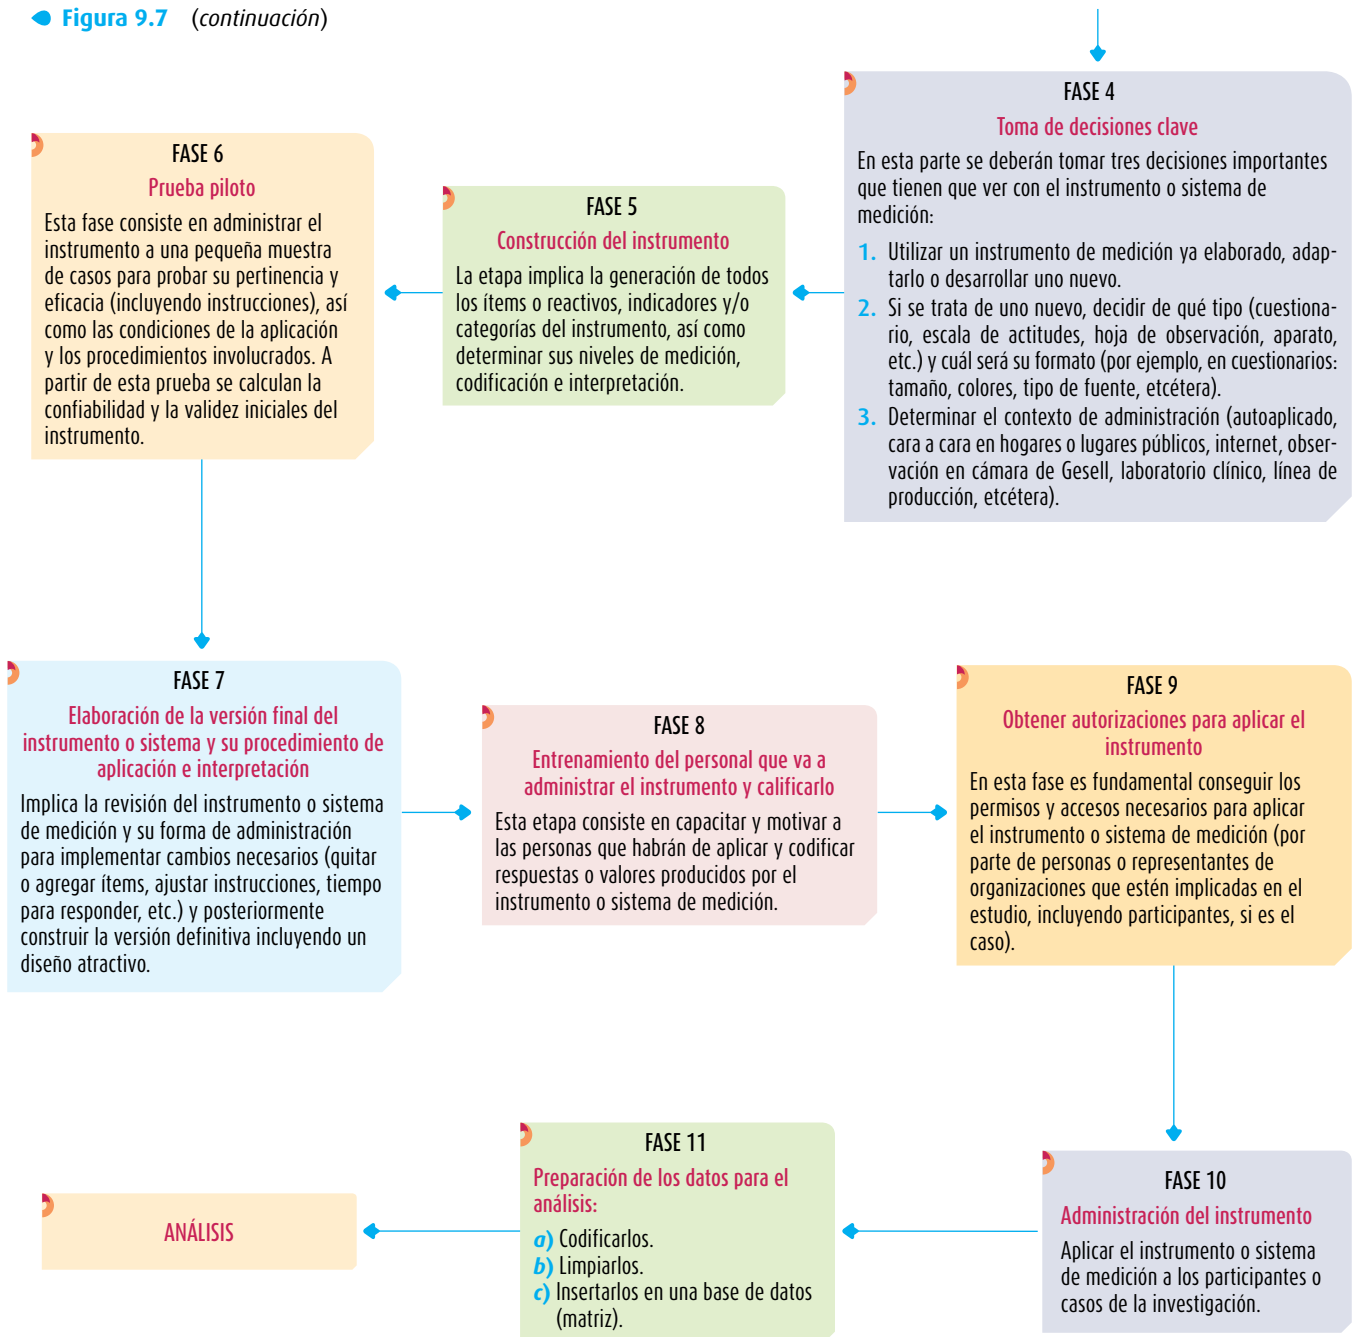 Figura 9.7 (continuación)
FASE 4
Toma de decisiones clave
En esta parte se deberán tomar tres decisiones importantes
que tienen que ver con el instrumento o sistema de
medición:
1. Utilizar un instrumento de medición ya elaborado, adap-
tarlo o desarrollar uno nuevo.
2. Si se trata de uno nuevo, decidir de qué tipo (cuestiona-
rio, escala de actitudes, hoja de observación, aparato,
etc.) y cuál será su formato (por ejemplo, en cuestionarios:
tamaño, colores, tipo de fuente, etcétera).
3. Determinar el contexto de administración (autoaplicado,
cara a cara en hogares o lugares públicos, internet, obser-
vación en cámara de Gesell, laboratorio clínico, línea de
producción, etcétera).
FASE 5
Construcción del instrumento
La etapa implica la generación de todos
los ítems o reactivos, indicadores y/o
categorías del instrumento, así como
determinar sus niveles de medición,
codificación e interpretación.
FASE 6
Prueba piloto
Esta fase consiste en administrar el
instrumento a una pequeña muestra
de casos para probar su pertinencia y
eficacia (incluyendo instrucciones), así
como las condiciones de la aplicación
y los procedimientos involucrados. A
partir de esta prueba se calculan la
confiabilidad y la validez iniciales del
instrumento.
FASE 7
Elaboración de la versión final del
instrumento o sistema y su procedimiento de
aplicación e interpretación
Implica la revisión del instrumento o sistema
de medición y su forma de administración
para implementar cambios necesarios (quitar
o agregar ítems, ajustar instrucciones, tiempo
para responder, etc.) y posteriormente
construir la versión definitiva incluyendo un
diseño atractivo.
FASE 8
Entrenamiento del personal que va a
administrar el instrumento y calificarlo
Esta etapa consiste en capacitar y motivar a
las personas que habrán de aplicar y codificar
respuestas o valores producidos por el
instrumento o sistema de medición.
FASE 9
Obtener autorizaciones para aplicar el
instrumento
En esta fase es fundamental conseguir los
permisos y accesos necesarios para aplicar
el instrumento o sistema de medición (por
parte de personas o representantes de
organizaciones que estén implicadas en el
estudio, incluyendo participantes, si es el
caso).
FASE 10
Administración del instrumento
Aplicar el instrumento o sistema
de medición a los participantes o
casos de la investigación.
FASE 11
Preparación de los datos para el
análisis:
a) Codificarlos.
b) Limpiarlos.
c) Insertarlos en una base de datos
(matriz).
ANÁLISIS